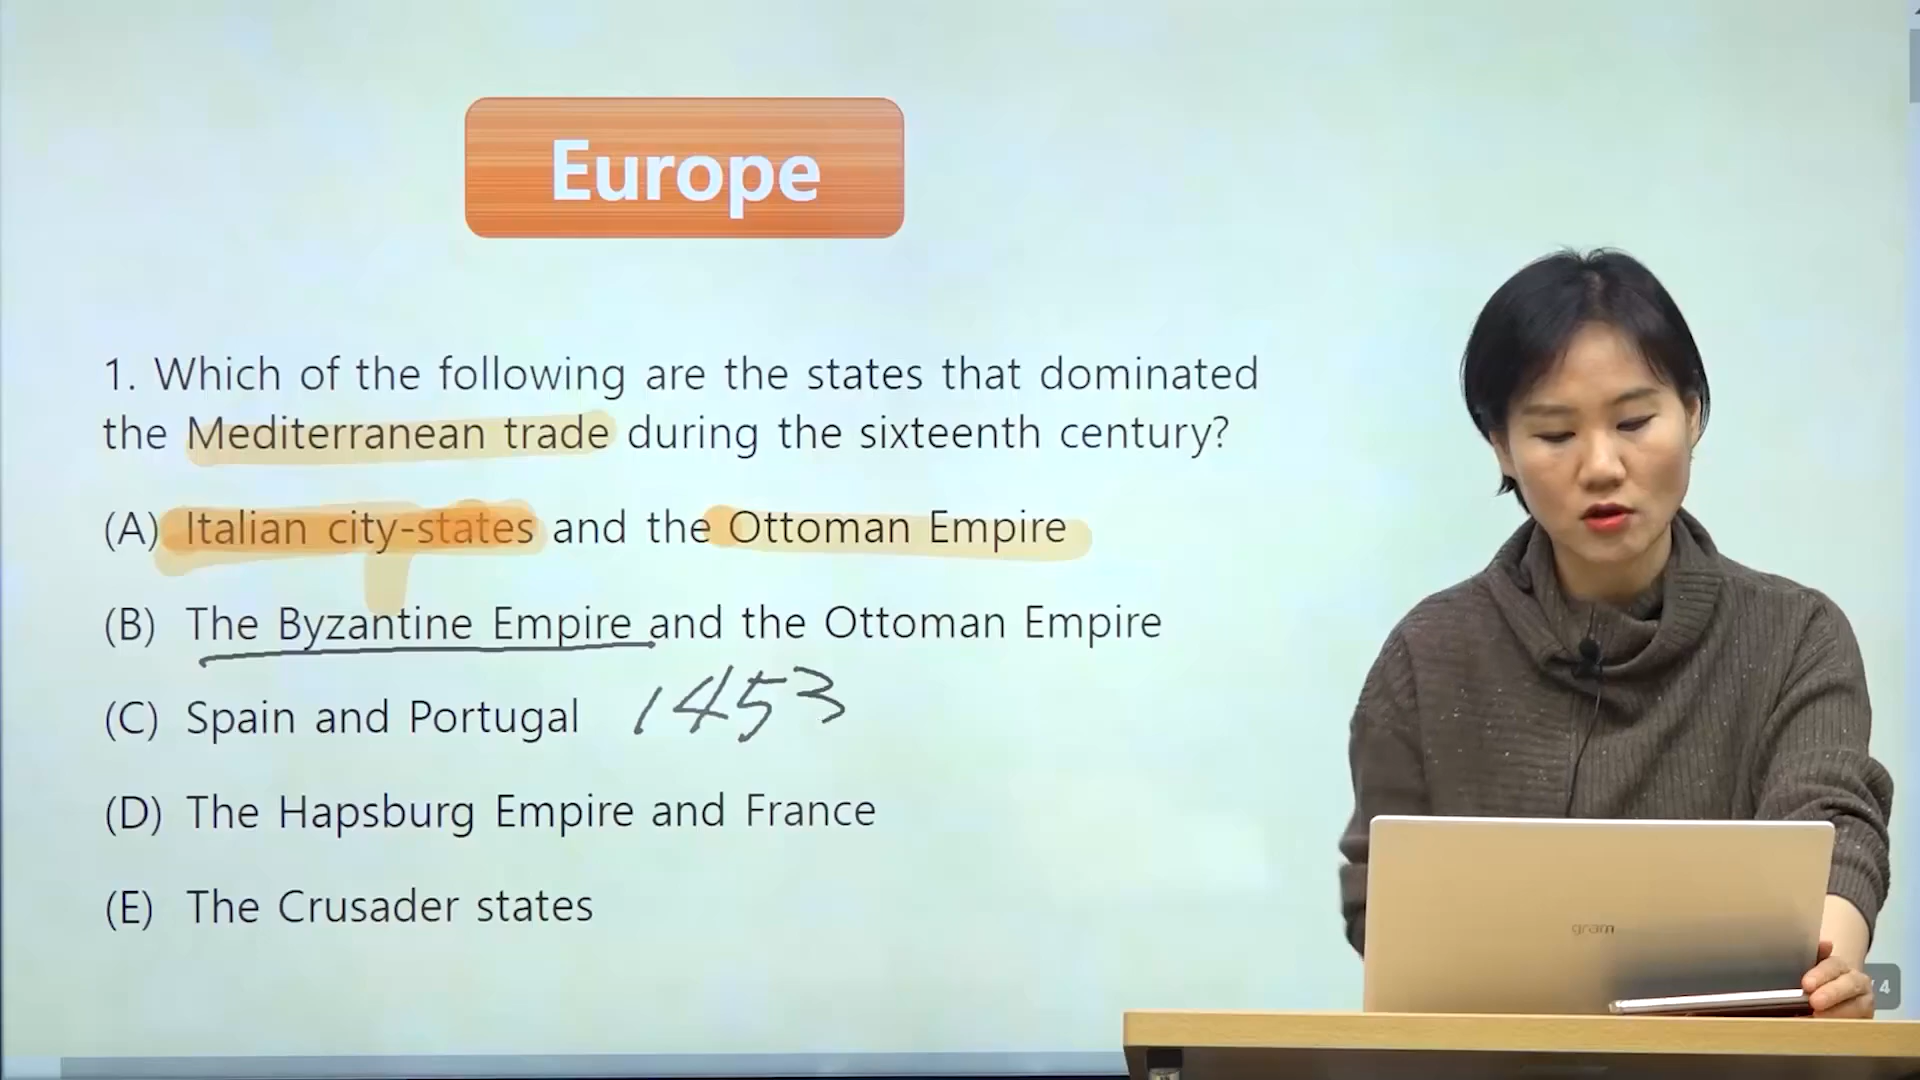 Europe
1. Which of the following are the states that dominated
the Mediterranean trade during the sixteenth century?
(A) Italian city-states and the Ottoman Empire
(B) The Byzantine Empire and the Ottoman Empire
(C) Spain and Portugal 1453
(D) The Hapsburg Empire and France
(E) The Crusader states
gram
/ 4